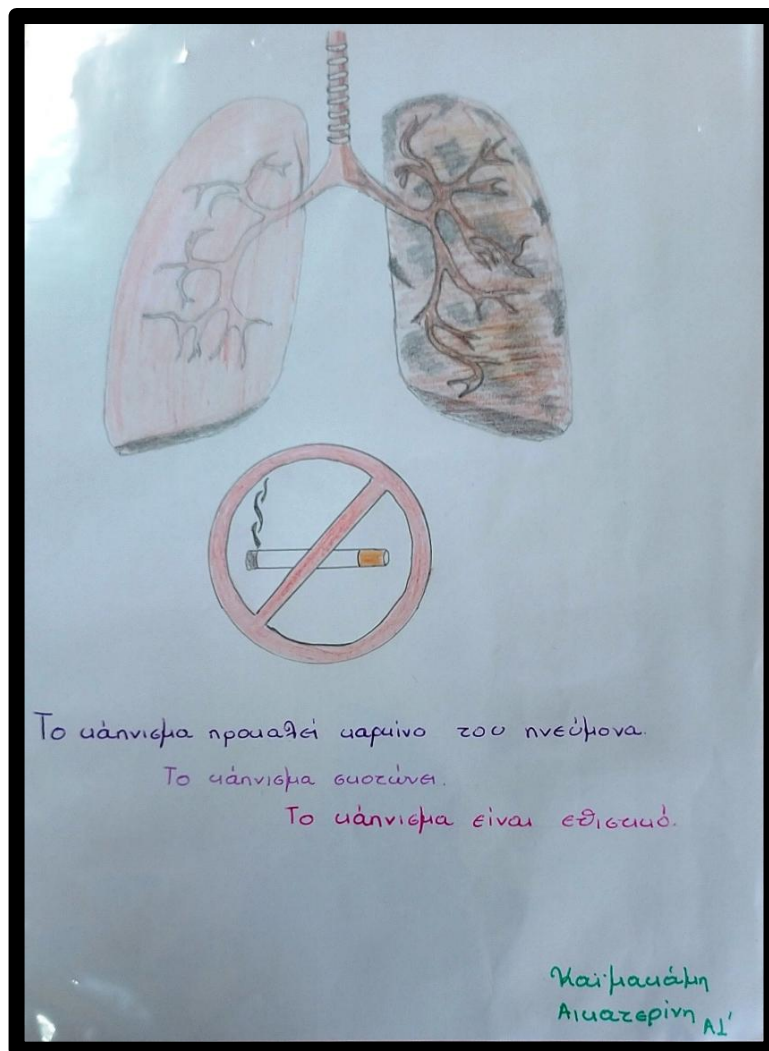 Το κάπνισμα προκαλεί καρκίνο του πνεύμονα.
Το κάπνισμα σκοτώνει.
Το κάπνισμα είναι εθιστικό.
Καϊμακάμη
Αικατερίνη Α1'